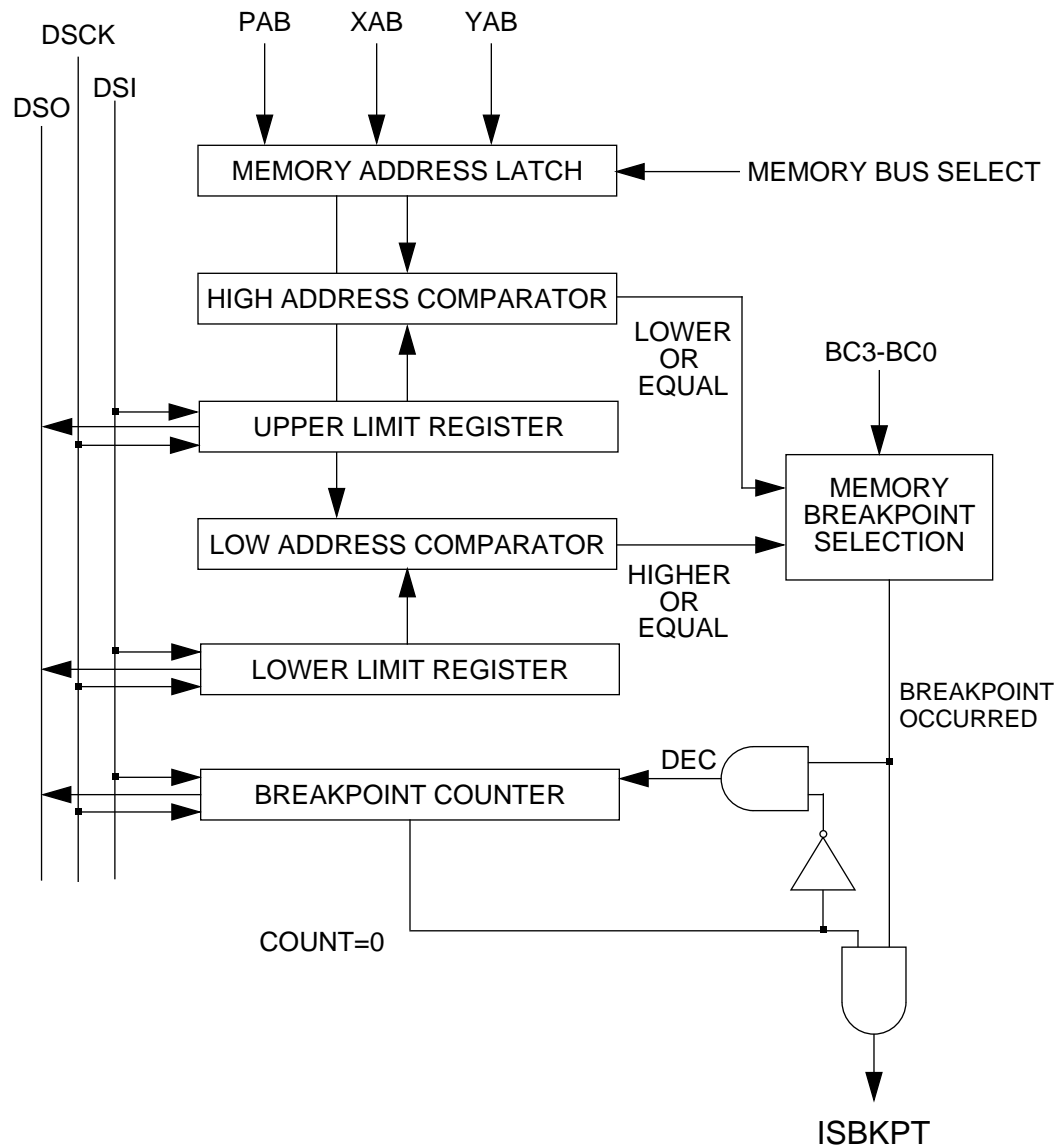 PAB
XAB
YAB
DSCK
DSI
DSO
MEMORY ADDRESS LATCH
MEMORY BUS SELECT
HIGH ADDRESS COMPARATOR
LOWER
OR
EQUAL
BC3-BC0
UPPER LIMIT REGISTER
MEMORY
BREAKPOINT
SELECTION
LOW ADDRESS COMPARATOR
HIGHER
OR
EQUAL
LOWER LIMIT REGISTER
BREAKPOINT
OCCURRED
DEC
BREAKPOINT COUNTER
COUNT=0
ISBKPT